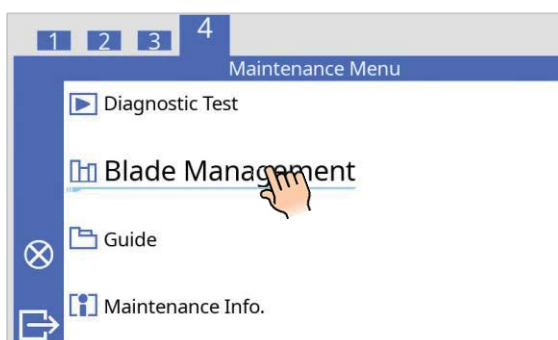 1 2 3 4
Maintenance Menu
Diagnostic Test
Blade Management
Guide
Maintenance Info.